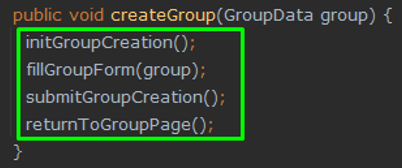 public void createGroup(GroupData group) {
initGroupCreation();
fillGroupForm(group);
submitGroupCreation();
returnToGroupPage();
}